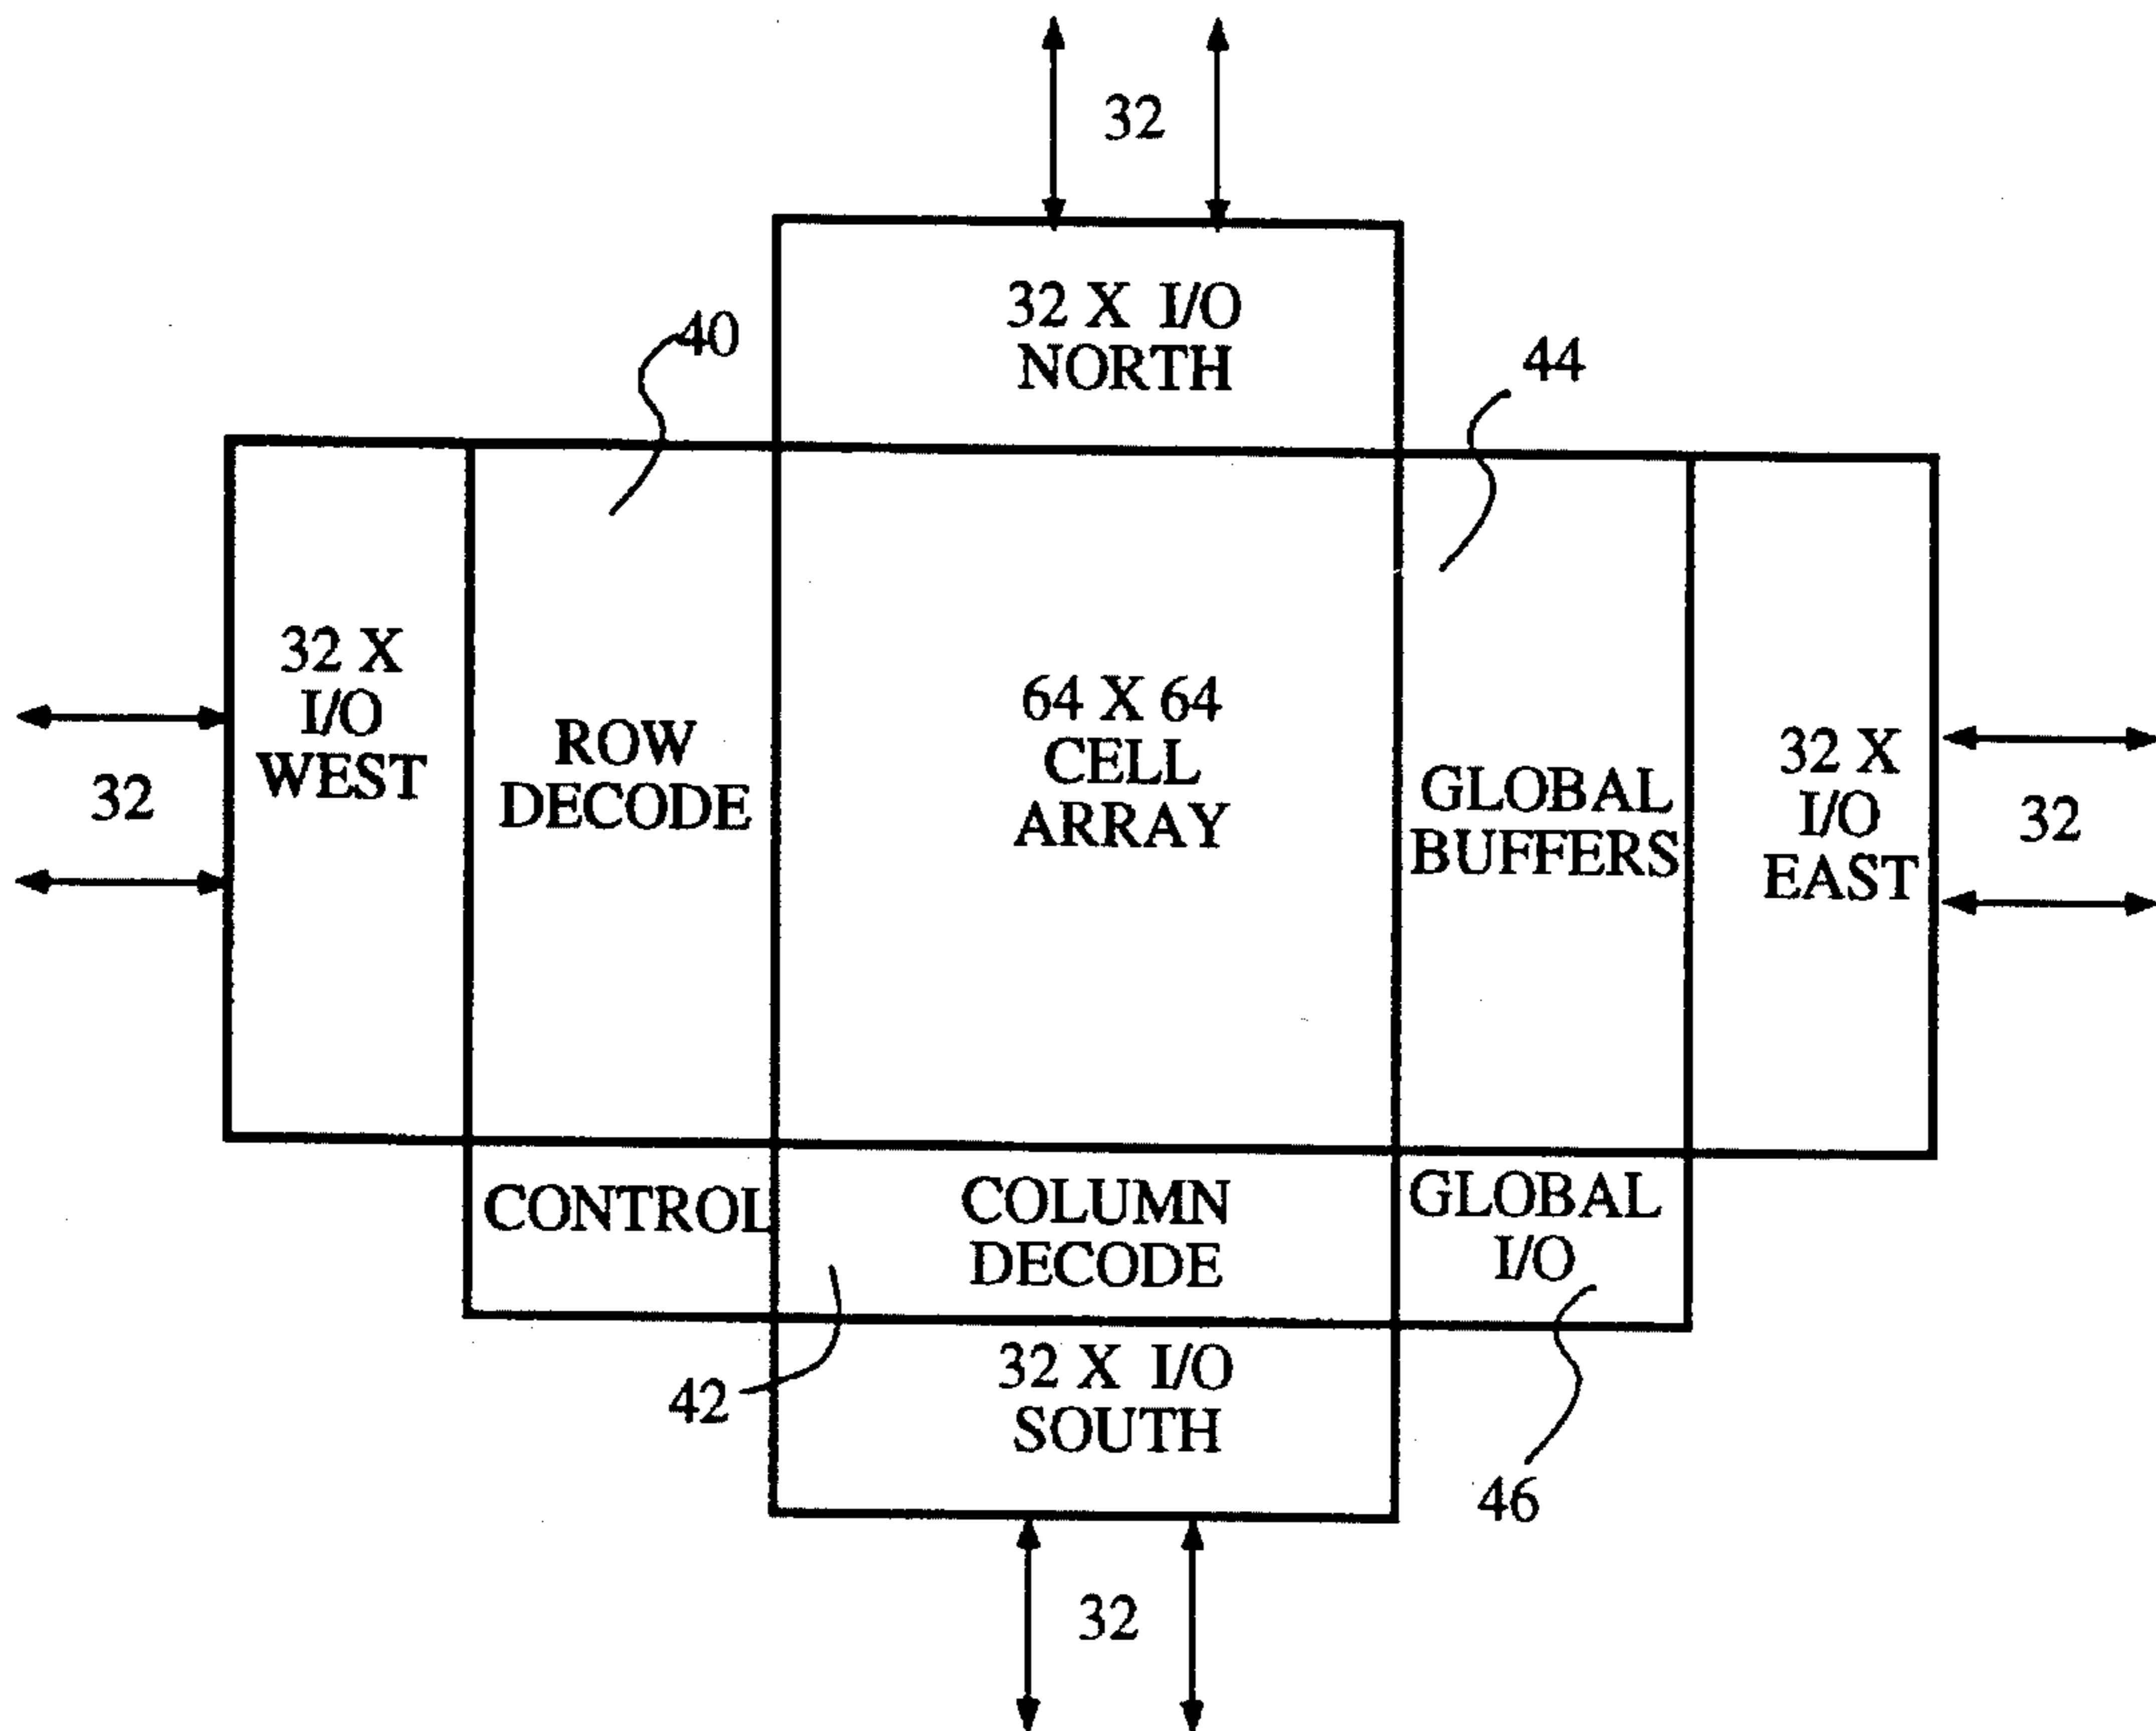 32
32 X I/O
NORTH
40
44
32 X
I/O
WEST
32
ROW
DECODE
64 X 64
CELL
ARRAY
GLOBAL
BUFFERS
32 X
I/O
EAST
32
CONTROL
COLUMN
DECODE
GLOBAL
I/O
42
32 X I/O
SOUTH
46
32